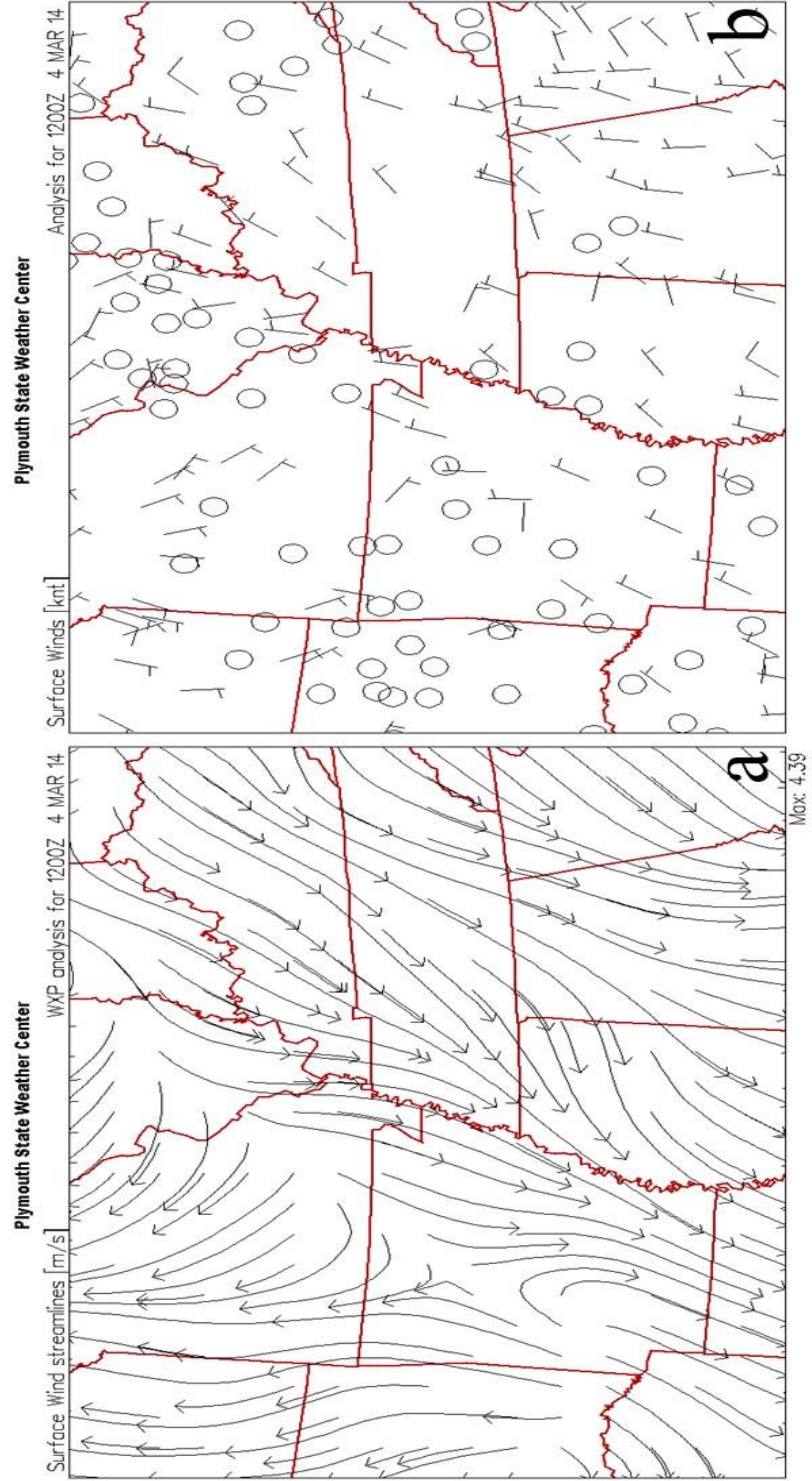 Plymouth State Weather Center
Surface Wind streamlines [m/s]
WXP analysis for 1200Z 4 MAR 14
a
Max: 4.39
Plymouth State Weather Center
Surface Winds [knt]
Analysis for 1200Z 4 MAR 14
b